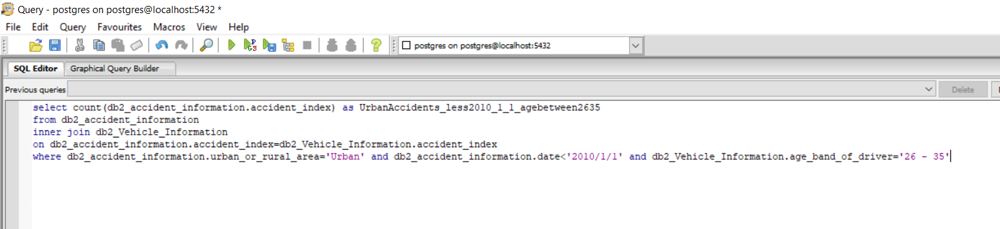 Query - postgres on postgres@localhost:5432 *
File Edit Query Favourites Macros View Help
postgres on postgres@localhost:5432
SQL Editor Graphical Query Builder
Previous queries Delete
select count(db2_accident_information.accident_index) as UrbanAccidents_less2010_1_1_agebetween2635
from db2_accident_information
inner join db2_Vehicle_Information
on db2_accident_information.accident_index=db2_Vehicle_Information.accident_index
where db2_accident_information.urban_or_rural_area='Urban' and db2_accident_information.date<'2010/1/1' and db2_Vehicle_Information.age_band_of_driver='26 - 35'